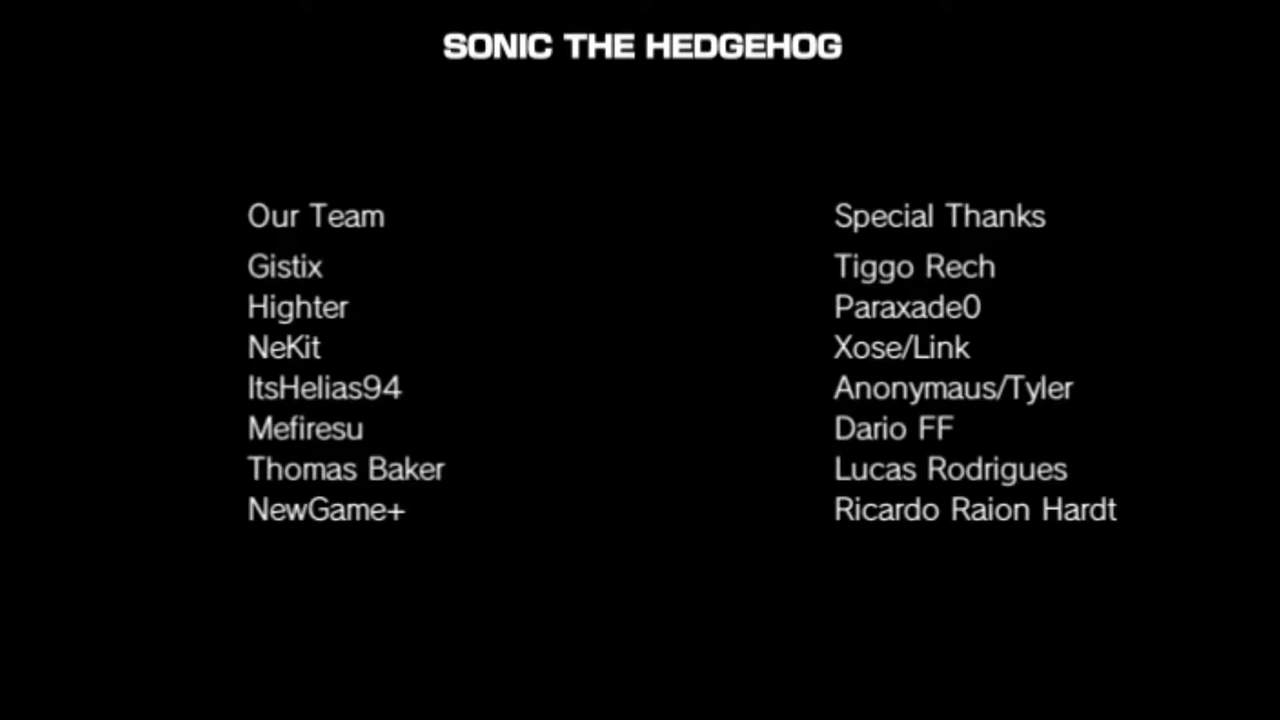 SONIC THE HEDGEHOG
Our Team
Gistix
Highter
NeKit
ItsHelias94
Mefiresu
Thomas Baker
NewGame+
Special Thanks
Tiggo Rech
Paraxade0
Xose/Link
Anonymaus/Tyler
Dario FF
Lucas Rodrigues
Ricardo Raion Hardt